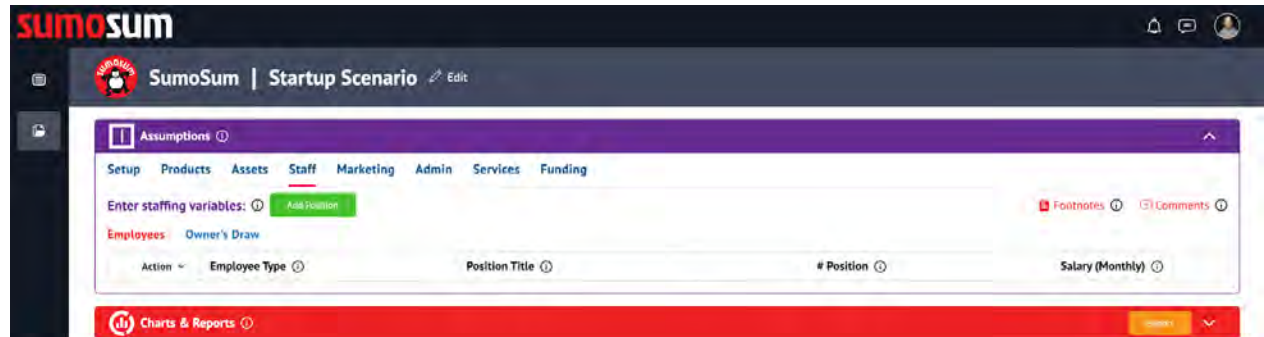 sumosum
SumoSum | Startup Scenario Edit
Assumptions
Setup Products Assets Staff Marketing Admin Services Funding
Enter staffing variables: Add Position Footnotes Comments
Employees Owner's Draw
Action Employee Type Position Title # Position Salary (Monthly)
Charts & Reports